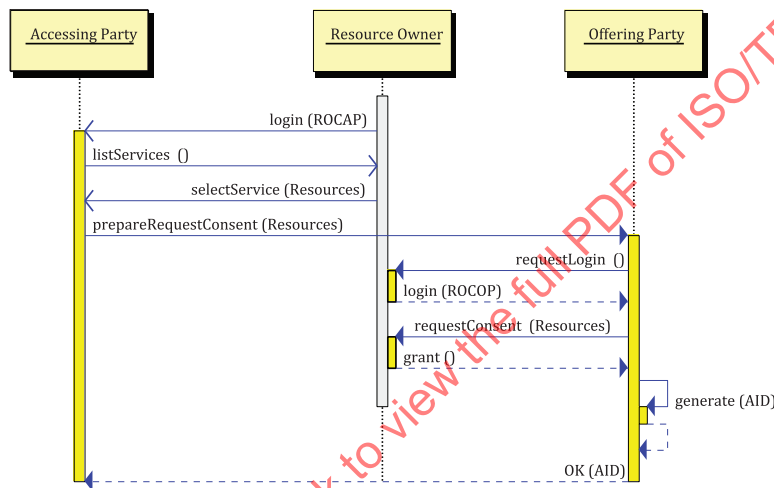 Accessing Party
Resource Owner
Offering Party
login (ROCAP)
listServices ()
selectService (Resources)
prepareRequestConsent (Resources)
requestLogin ()
login (ROCOP)
requestConsent (Resources)
grant ()
generate (AID)
OK (AID)
k to view the full PDF of ISO/TR